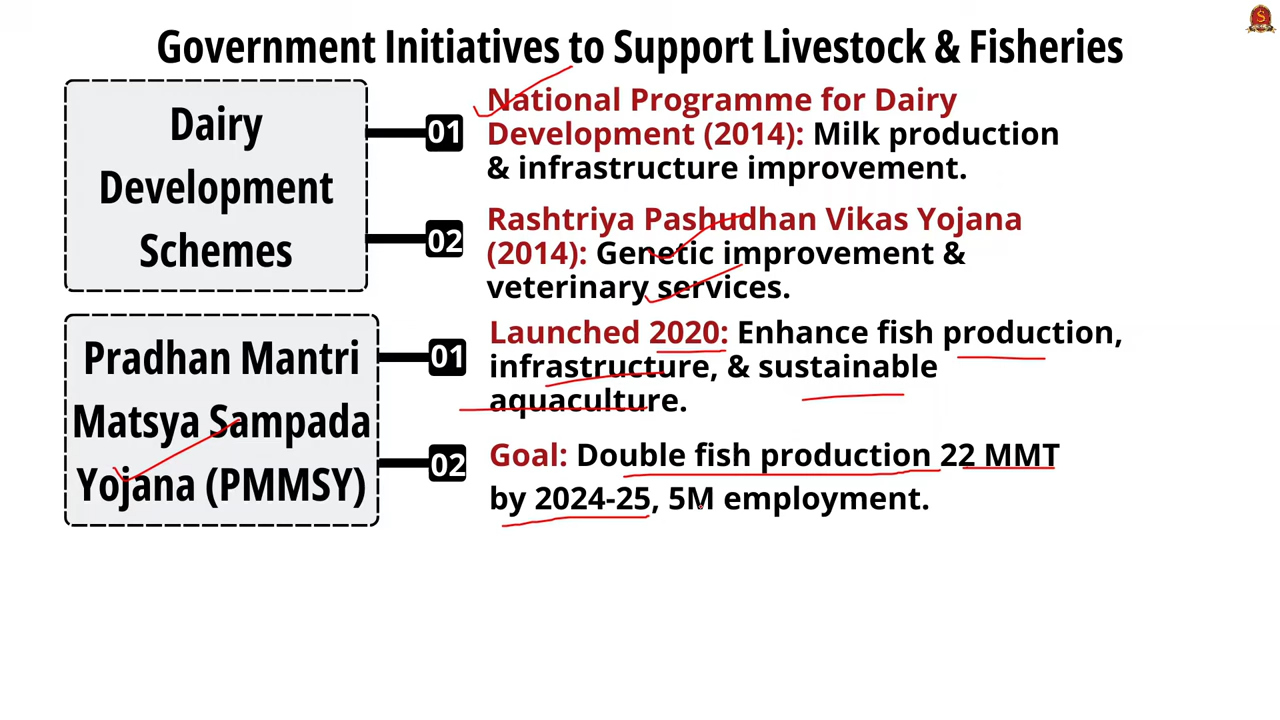 Government Initiatives to Support Livestock & Fisheries
Dairy
Development
Schemes
01
National Programme for Dairy
Development (2014): Milk production
& infrastructure improvement.
02
Rashtriya Pashudhan Vikas Yojana
(2014): Genetic improvement &
veterinary services.
Pradhan Mantri
Matsya Sampada
Yojana (PMMSY)
01
Launched 2020: Enhance fish production,
infrastructure, & sustainable
aquaculture.
02
Goal: Double fish production 22 MMT
by 2024-25, 5M employment.